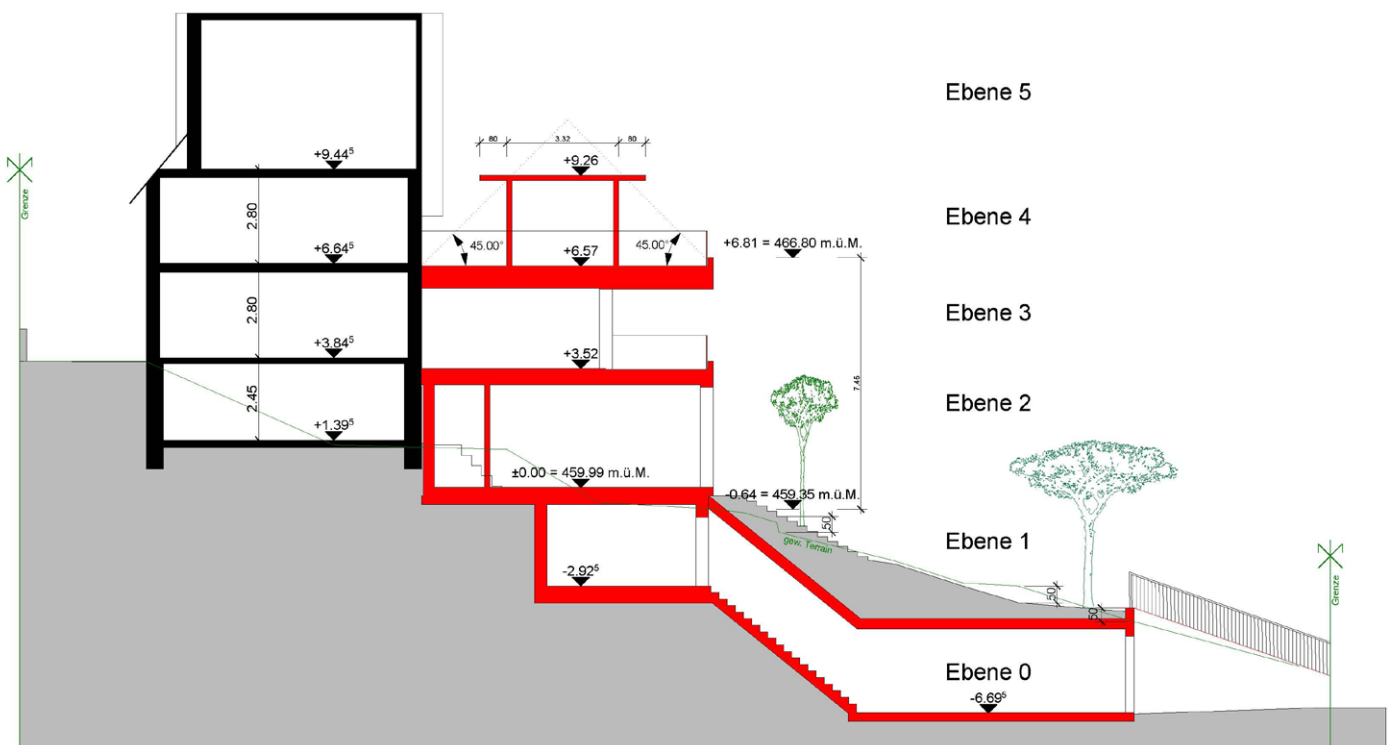 Ebene 5
80
3.32
80
+9.44⁵
+9.26
Grenze
2.80
Ebene 4
+6.64⁵
45.00°
+6.57
45.00°
+6.81 = 466.80 m.ü.M.
2.80
Ebene 3
+3.84⁵
+3.52
7.45
2.45
Ebene 2
+1.39⁵
±0.00 = 459.99 m.ü.M.
-0.64 = 459.35 m.ü.M.
50
gew. Terrain
Ebene 1
-2.92⁵
50
Grenze
50
Ebene 0
-6.69⁵